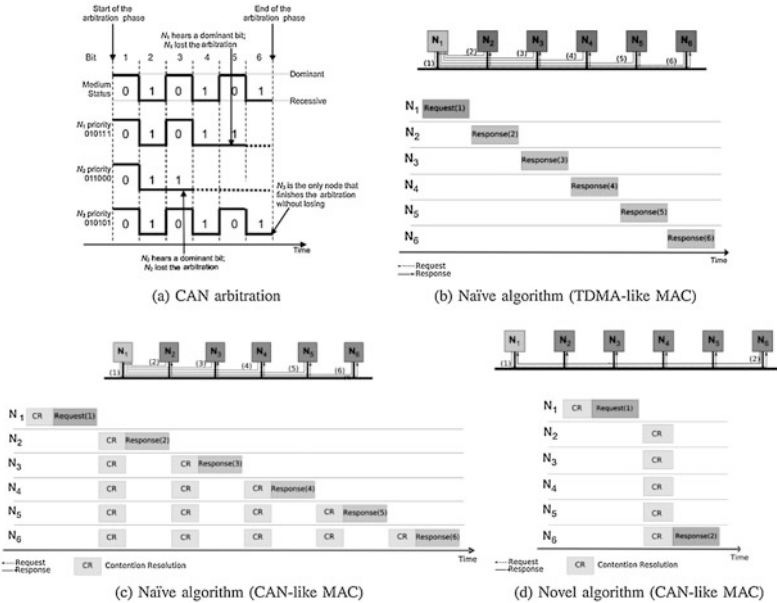 Start of the
arbitration phase
N₁ hears a dominant bit;
N₁ lost the arbitration
End of the
arbitration phase
Bit 1 2 3 4 5 6
Dominant
Medium
Status
0 1 0 1 0 1
Recessive
N₁ priority
010111
0 1 0 1 1
N₂ priority
011000
0 1 1
N₃ is the only node that
finishes the arbitration
without losing
N₃ priority
010101
0 1 0 1 0 1
Time
N₂ hears a dominant bit;
N₂ lost the arbitration
(a) CAN arbitration
N₁ N₂ N₃ N₄ N₅ N₆
(1) (2) (3) (4) (5) (6)
N₁ Request(1)
N₂ Response(2)
N₃ Response(3)
N₄ Response(4)
N₅ Response(5)
N₆ Response(6)
Time
Request
Response
(b) Naïve algorithm (TDMA-like MAC)
N₁ N₂ N₃ N₄ N₅ N₆
(1) (2) (3) (4) (5) (6)
N₁ CR Request(1)
N₂ CR Response(2)
N₃ CR CR Response(3)
N₄ CR CR CR Response(4)
N₅ CR CR CR CR Response(5)
N₆ CR CR CR CR CR Response(6)
Time
Request
Response
CR Contention Resolution
(c) Naïve algorithm (CAN-like MAC)
N₁ N₂ N₃ N₄ N₅ N₆
(1) (2)
N₁ CR Request(1)
N₂ CR
N₃ CR
N₄ CR
N₅ CR
N₆ CR Response(2)
Time
Request
Response
CR Contention Resolution
(d) Novel algorithm (CAN-like MAC)